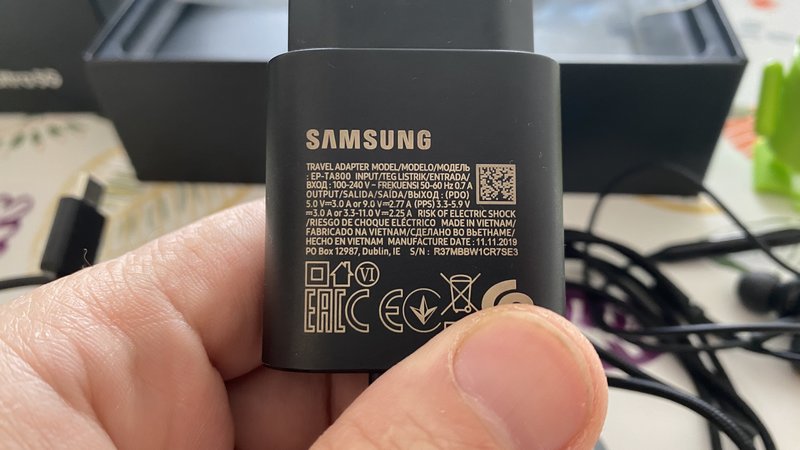 SAMSUNG
TRAVEL ADAPTER MODEL/MODELO/МОДЕЛЬ
: EP-TA800 INPUT/TEG LISTRIK/ENTRADA/
ВХОД : 100-240 V ~ FREKUENSI 50-60 Hz 0.7 A
OUTPUT/SALIDA/SAÍDA/ВЫХОД : (PDO)
5.0 V⎓3.0 A or 9.0 V⎓2.77 A (PPS) 3.3-5.9 V
⎓3.0 A or 3.3-11.0 V⎓2.25 A RISK OF ELECTRIC SHOCK
/RIESGO DE CHOQUE ELÉCTRICO MADE IN VIETNAM/
FABRICADO NA VIETNAM/СДЕЛАНО ВО ВЬЕТНАМЕ/
HECHO EN VIETNAM MANUFACTURE DATE : 11.11.2019
PO Box 12987, Dublin, IE S/N : R37MBBW1CR7SE3
VI
EAC CE